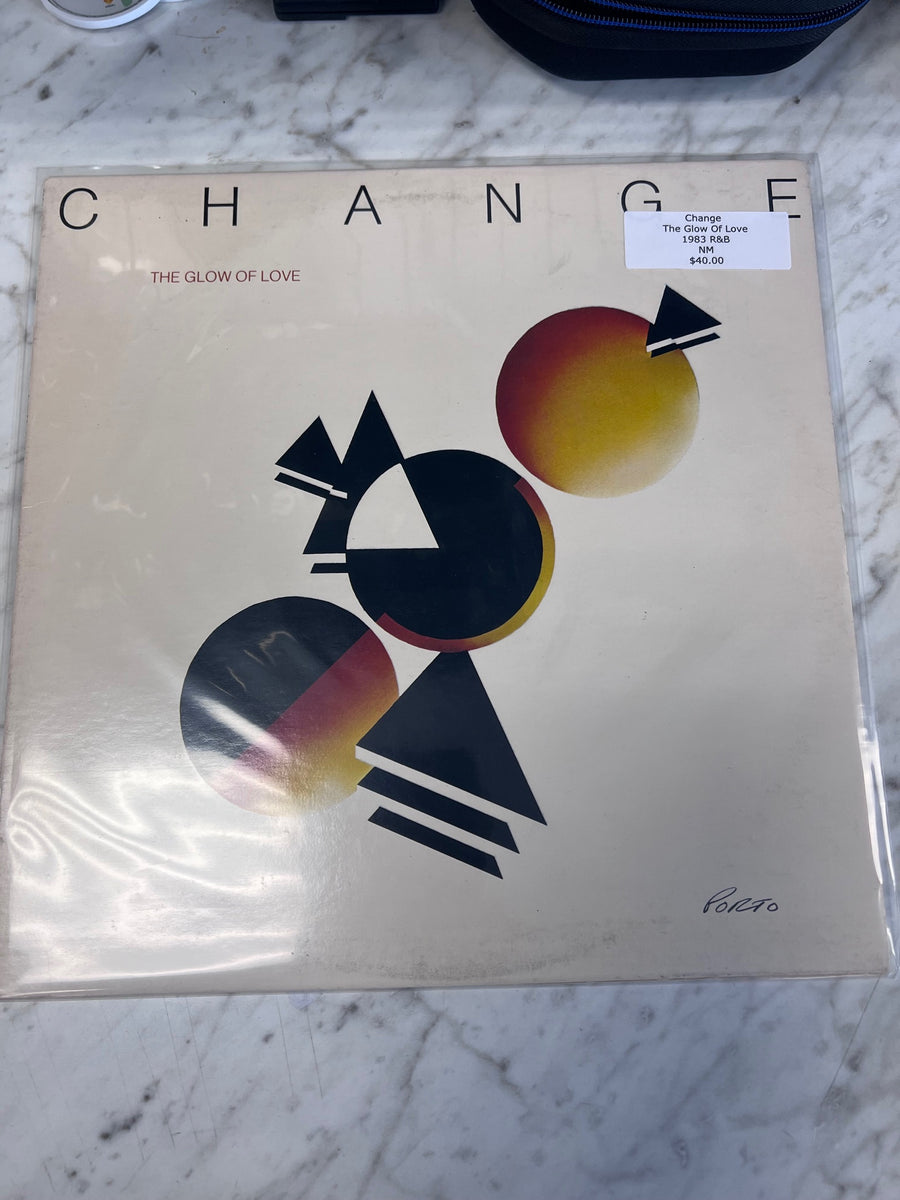 CHANGE
Change
The Glow Of Love
1983 R&B
NM
$40.00
THE GLOW OF LOVE
PORTO